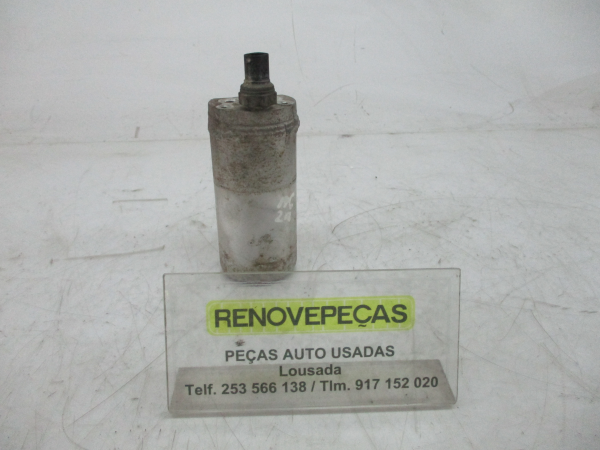 RENOVEPEÇAS
PEÇAS AUTO USADAS
Lousada
Telf. 253 566 138 / Tlm. 917 152 020